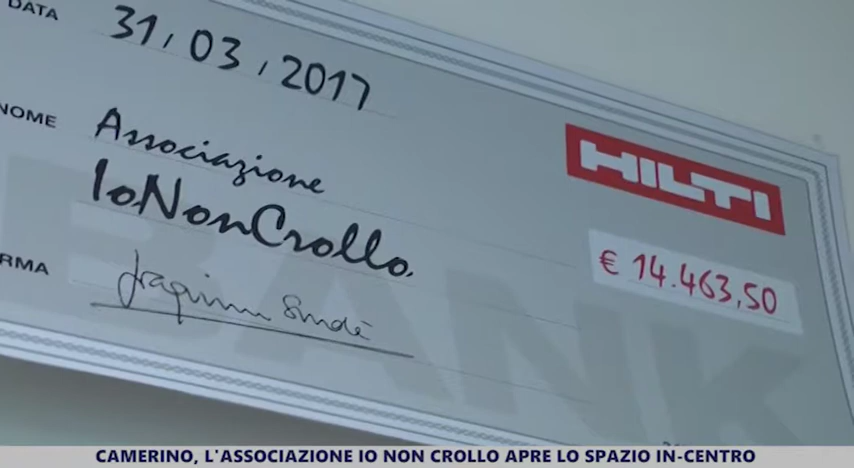 DATA 31/03/2017
NOME Associazione
IoNonCrollo.
HILTI
€ 14.463,50
RMA
BANK
CAMERINO, L'ASSOCIAZIONE IO NON CROLLO APRE LO SPAZIO IN-CENTRO